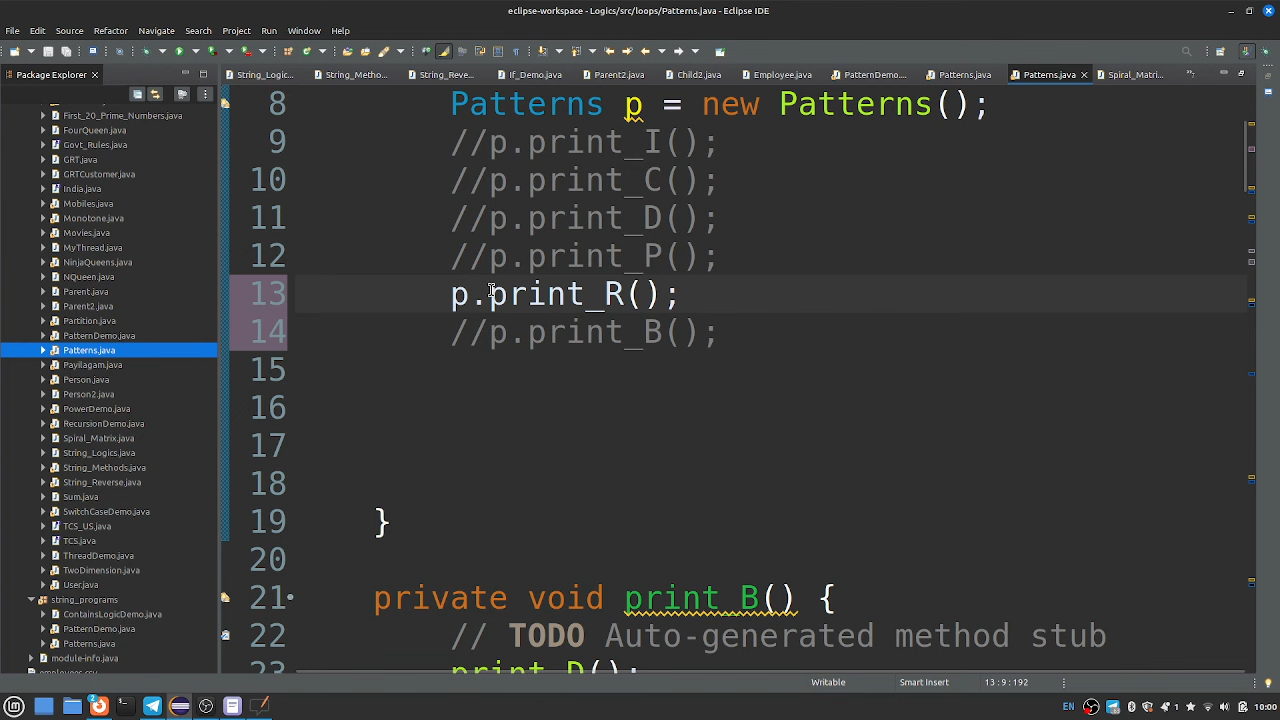 eclipse-workspace - Logics/src/loops/Patterns.java - Eclipse IDE
File Edit Source Refactor Navigate Search Project Run Window Help
Package Explorer
String_Logic... String_Metho... String_Reve... If_Demo.java Parent2.java Child2.java Employee.java PatternDemo.... Patterns.java Patterns.java Spiral_Matri...
First_20_Prime_Numbers.java
FourQueen.java
Govt_Rules.java
GRT.java
GRTCustomer.java
India.java
Mobiles.java
Monotone.java
Movies.java
MyThread.java
NinjaQueens.java
NQueen.java
Parent.java
Parent2.java
Partition.java
PatternDemo.java
Patterns.java
Payilagam.java
Person.java
Person2.java
PowerDemo.java
RecursionDemo.java
Spiral_Matrix.java
String_Logics.java
String_Methods.java
String_Reverse.java
Sum.java
SwitchCaseDemo.java
TCS_US.java
TCS.java
ThreadDemo.java
TwoDimension.java
User.java
string_programs
ContainsLogicDemo.java
PatternDemo.java
Patterns.java
module-info.java
employees.csv
8 Patterns p = new Patterns();
9 //p.print_I();
10 //p.print_C();
11 //p.print_D();
12 //p.print_P();
13 p.print_R();
14 //p.print_B();
15
16
17
18
19 }
20
21 private void print_B() {
22 // TODO Auto-generated method stub
23 print_D();
Writable Smart Insert 13 : 9 : 192
2 EN 1 10:00